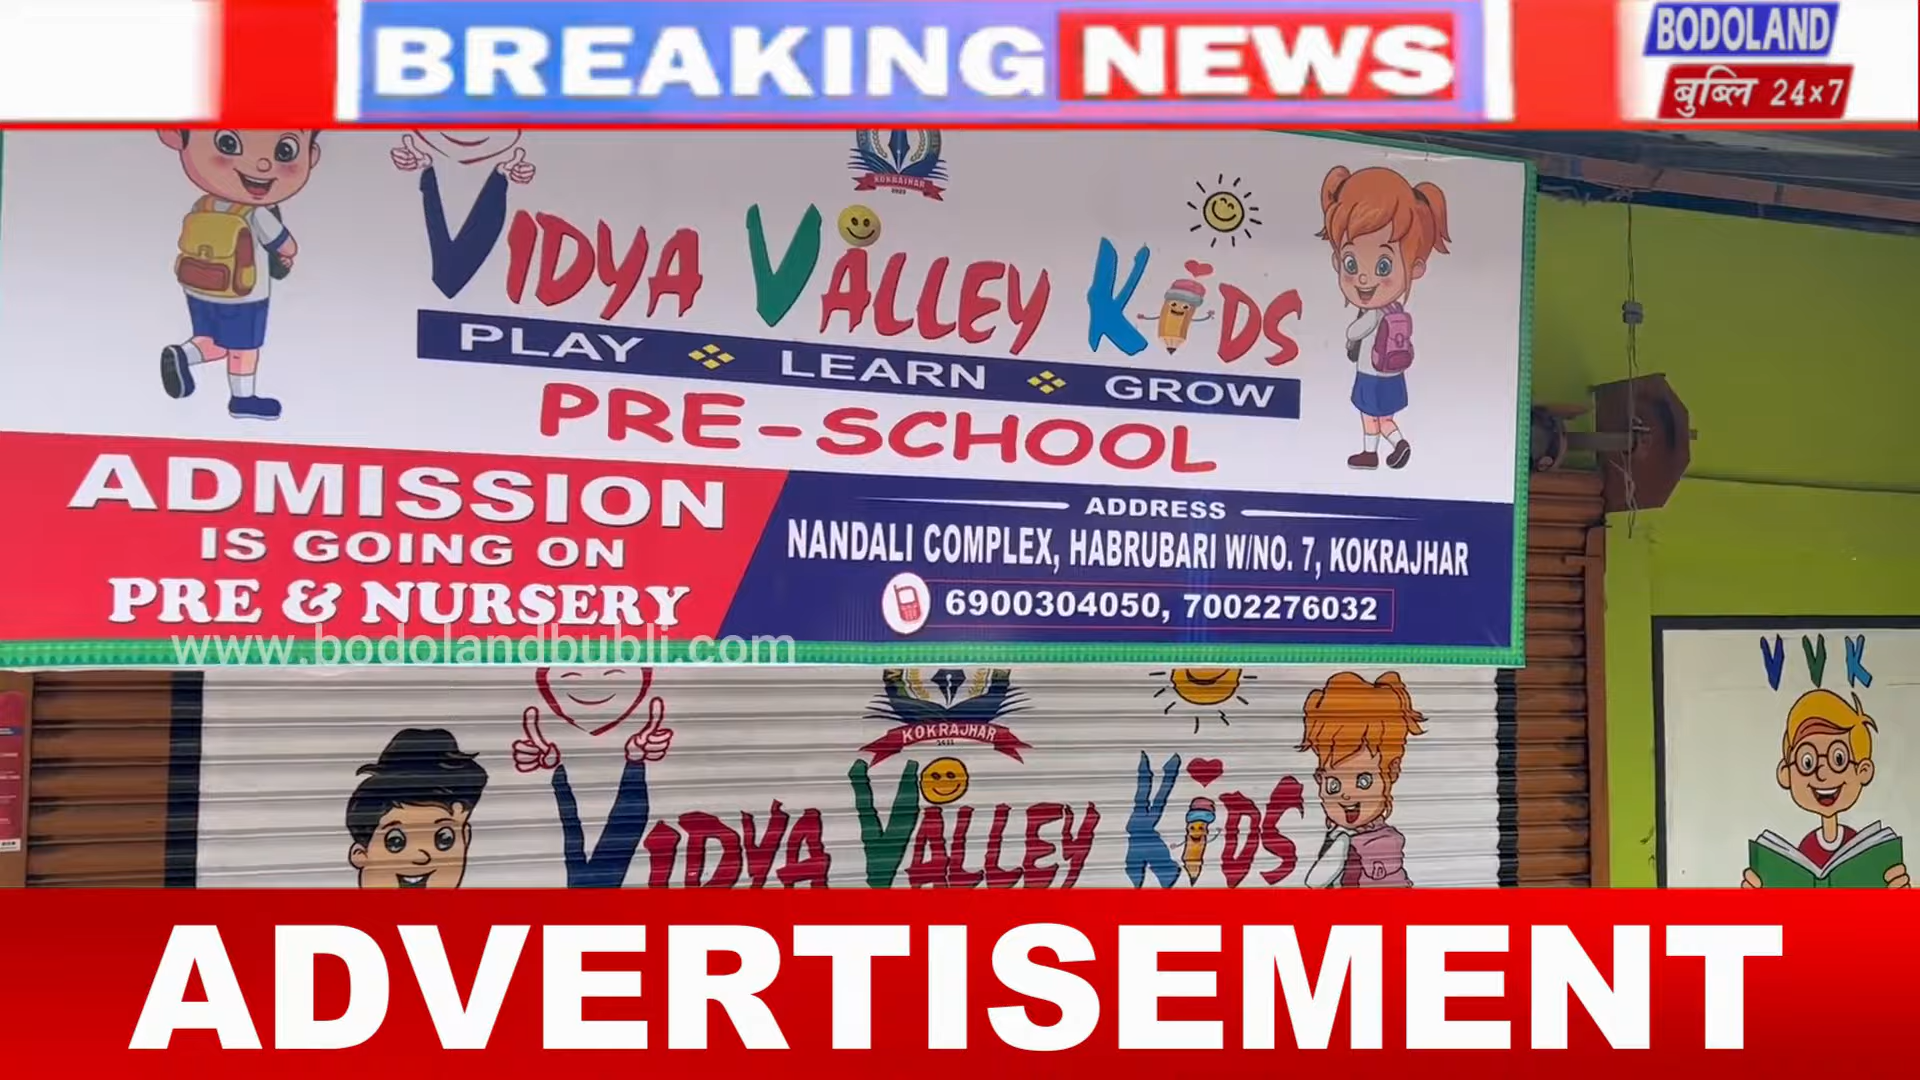 BREAKING NEWS
BODOLAND
बुब्लि 24×7
KOKRAJHAR
VIDYA VALLEY KIDS
PLAY LEARN GROW
PRE-SCHOOL
ADMISSION
IS GOING ON
PRE & NURSERY
ADDRESS
NANDALI COMPLEX, HABRUBARI W/NO. 7, KOKRAJHAR
6900304050, 7002276032
www.bodolandbubli.com
KOKRAJHAR
VIDYA VALLEY KIDS
VVK
ADVERTISEMENT